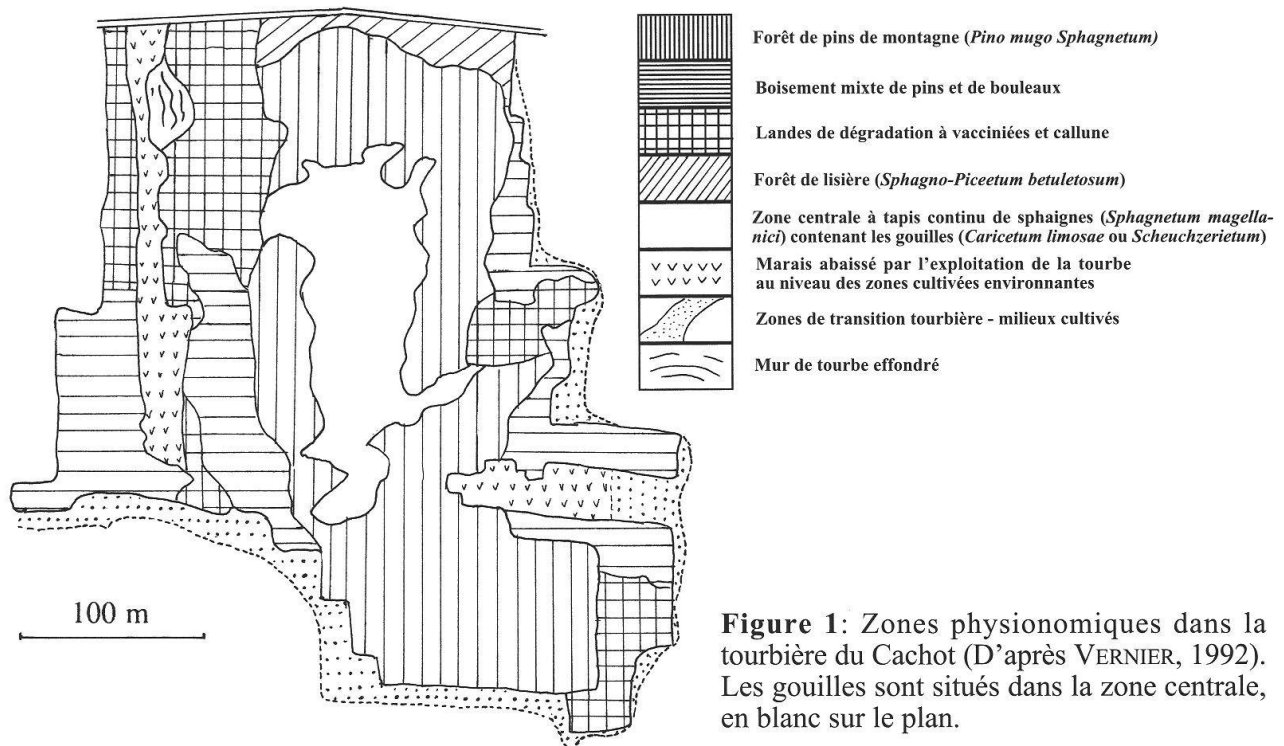 Forêt de pins de montagne (Pino mugo Sphagnetum)
Boisement mixte de pins et de bouleaux
Landes de dégradation à vacciniées et callune
Forêt de lisière (Sphagno-Piceetum betuletosum)
Zone centrale à tapis continu de sphaignes (Sphagnetum magella-
nici) contenant les gouilles (Caricetum limosae ou Scheuchzerietum)
Marais abaissé par l'exploitation de la tourbe
au niveau des zones cultivées environnantes
Zones de transition tourbière - milieux cultivés
Mur de tourbe effondré
100 m
Figure 1: Zones physionomiques dans la
tourbière du Cachot (D'après VERNIER, 1992).
Les gouilles sont situés dans la zone centrale,
en blanc sur le plan.